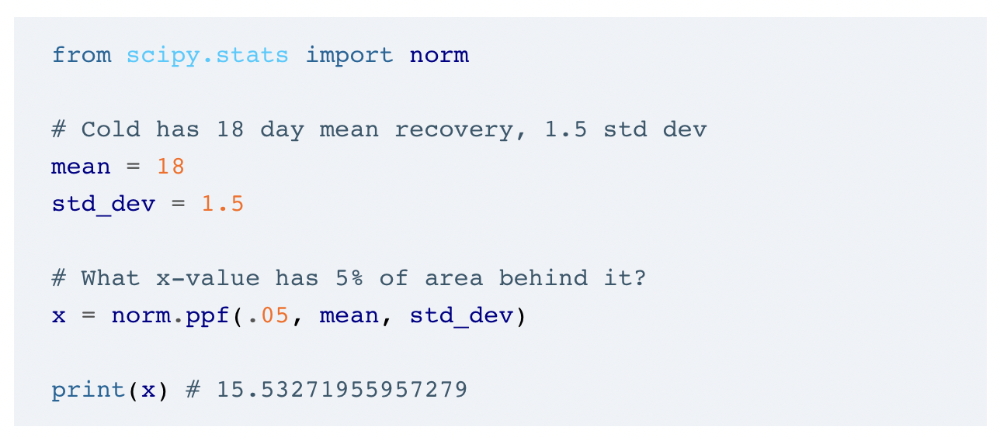 from scipy.stats import norm
# Cold has 18 day mean recovery, 1.5 std dev
mean = 18
std_dev = 1.5
# What x-value has 5% of area behind it?
x = norm.ppf(.05, mean, std_dev)
print(x) # 15.53271955957279